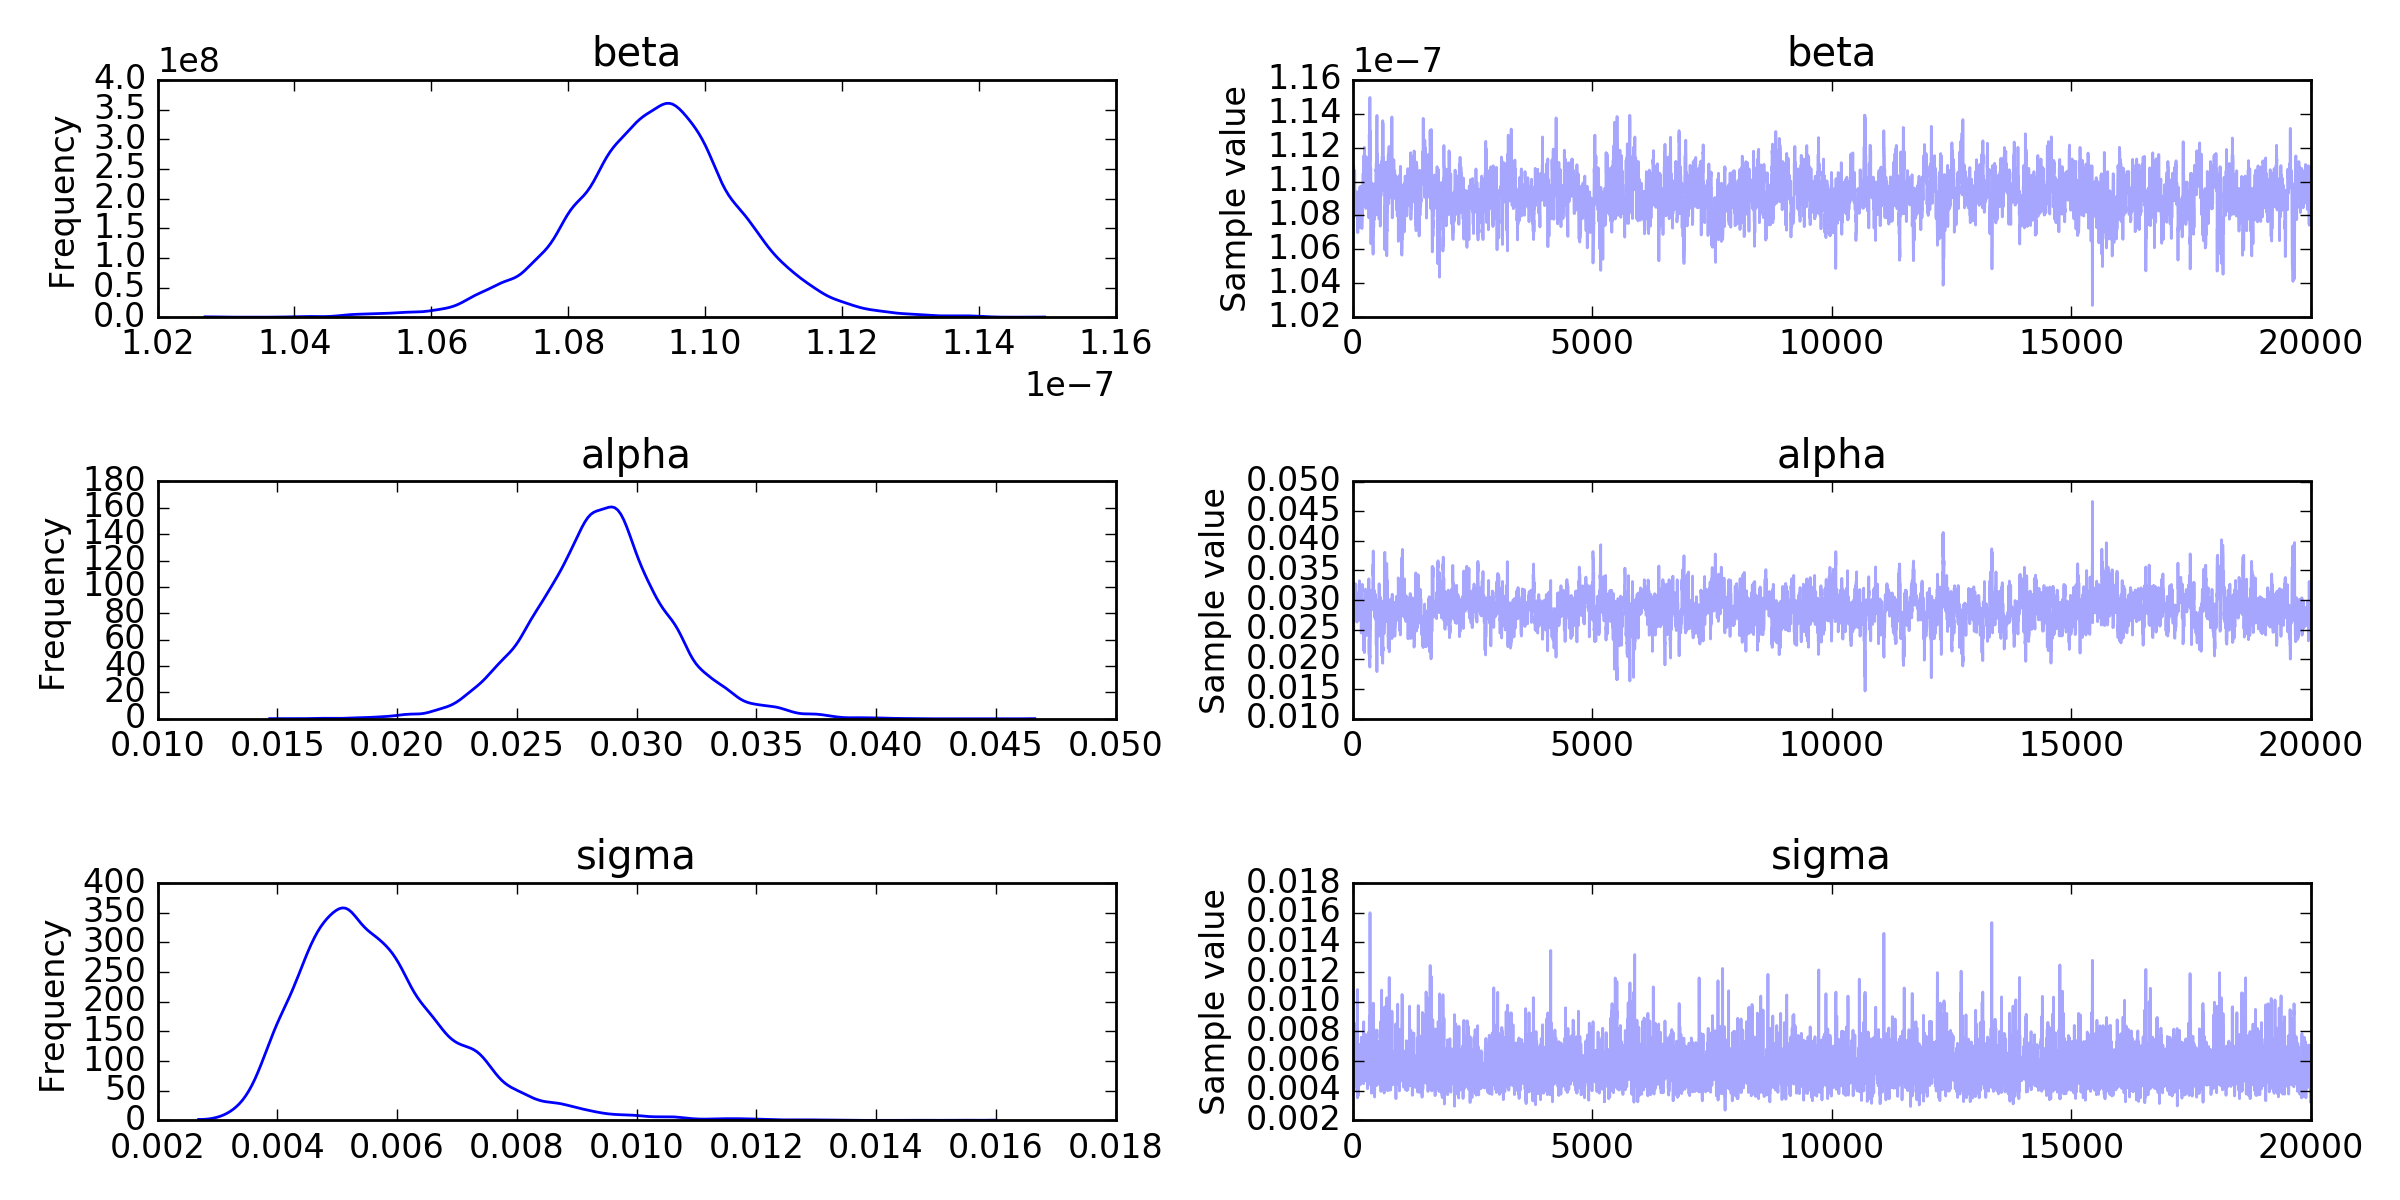 beta
1e8
4.0
3.5
3.0
2.5
2.0
1.5
1.0
0.5
0.0
Frequency
1.02 1.04 1.06 1.08 1.10 1.12 1.14 1.16
1e−7
beta
1e−7
1.16
1.14
1.12
1.10
1.08
1.06
1.04
1.02
Sample value
0 5000 10000 15000 20000
alpha
180
160
140
120
100
80
60
40
20
0
Frequency
0.010 0.015 0.020 0.025 0.030 0.035 0.040 0.045 0.050
alpha
0.050
0.045
0.040
0.035
0.030
0.025
0.020
0.015
0.010
Sample value
0 5000 10000 15000 20000
sigma
400
350
300
250
200
150
100
50
0
Frequency
0.002 0.004 0.006 0.008 0.010 0.012 0.014 0.016 0.018
sigma
0.018
0.016
0.014
0.012
0.010
0.008
0.006
0.004
0.002
Sample value
0 5000 10000 15000 20000